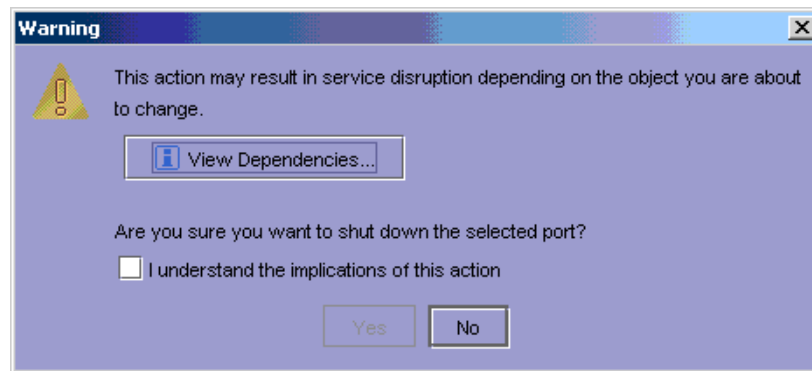 Warning
This action may result in service disruption depending on the object you are about
to change.
View Dependencies...
Are you sure you want to shut down the selected port?
I understand the implications of this action
Yes
No